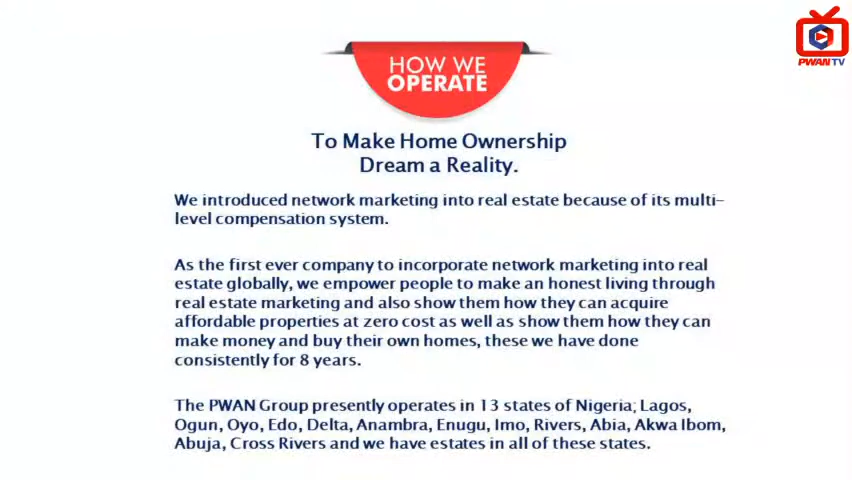 PWAN TV
HOW WE
OPERATE
To Make Home Ownership
Dream a Reality.
We introduced network marketing into real estate because of its multi-
level compensation system.
As the first ever company to incorporate network marketing into real
estate globally, we empower people to make an honest living through
real estate marketing and also show them how they can acquire
affordable properties at zero cost as well as show them how they can
make money and buy their own homes, these we have done
consistently for 8 years.
The PWAN Group presently operates in 13 states of Nigeria; Lagos,
Ogun, Oyo, Edo, Delta, Anambra, Enugu, Imo, Rivers, Abia, Akwa Ibom,
Abuja, Cross Rivers and we have estates in all of these states.